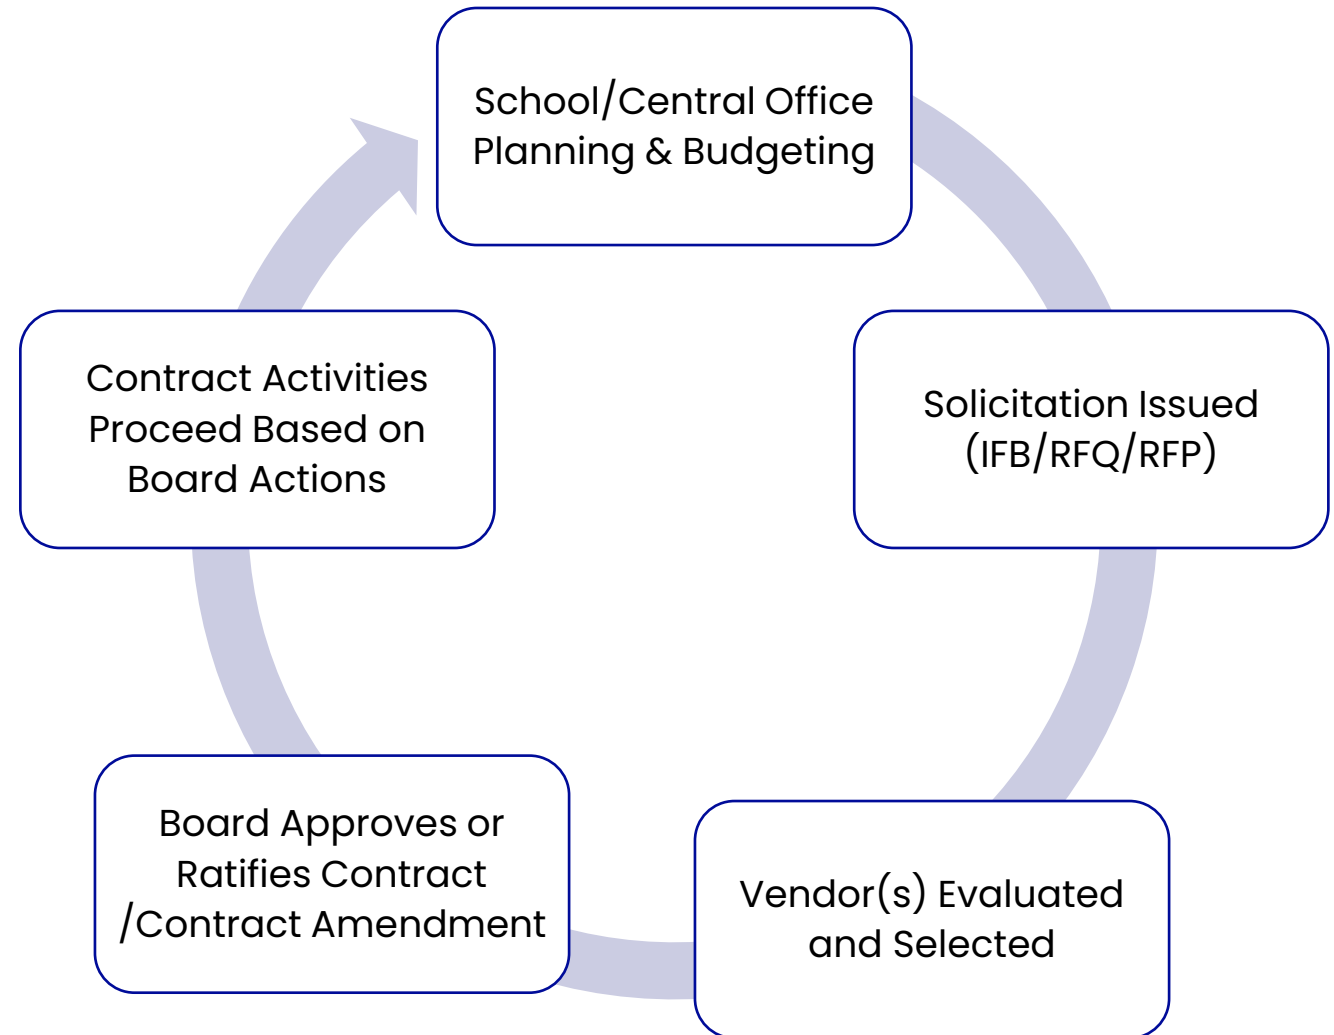 School/Central Office
Planning & Budgeting
Solicitation Issued
(IFB/RFQ/RFP)
Vendor(s) Evaluated
and Selected
Board Approves or
Ratifies Contract
/Contract Amendment
Contract Activities
Proceed Based on
Board Actions